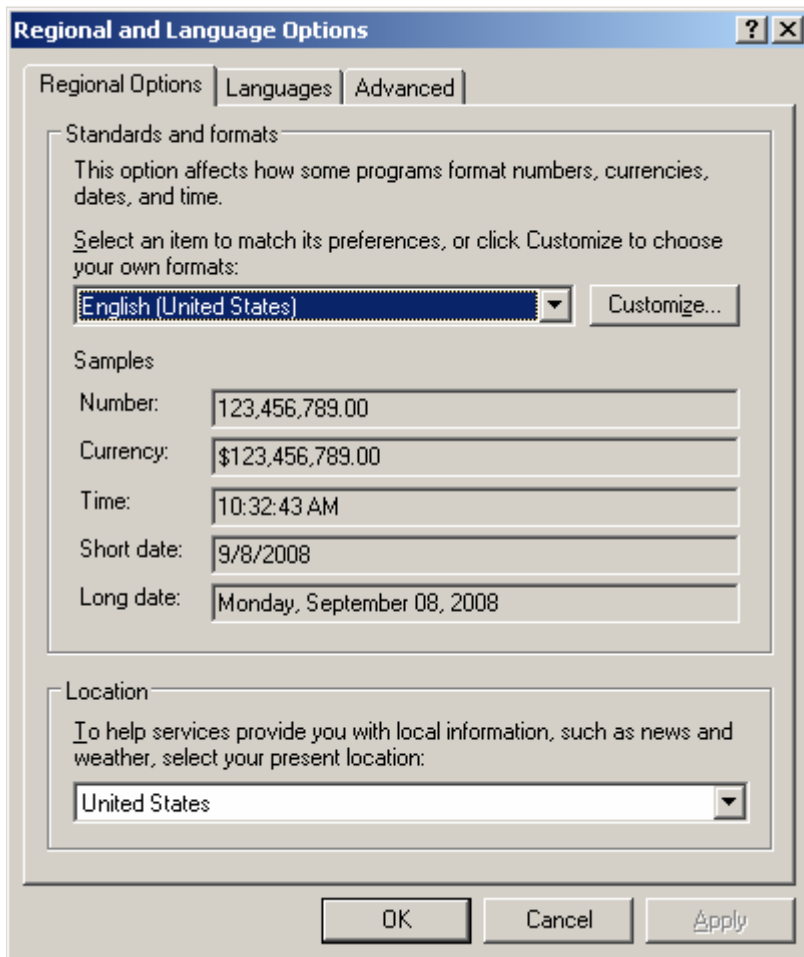 Regional and Language Options
Regional Options Languages Advanced
Standards and formats
This option affects how some programs format numbers, currencies,
dates, and time.
Select an item to match its preferences, or click Customize to choose
your own formats:
English (United States) Customize...
Samples
Number: 123,456,789.00
Currency: $123,456,789.00
Time: 10:32:43 AM
Short date: 9/8/2008
Long date: Monday, September 08, 2008
Location
To help services provide you with local information, such as news and
weather, select your present location:
United States
OK Cancel Apply